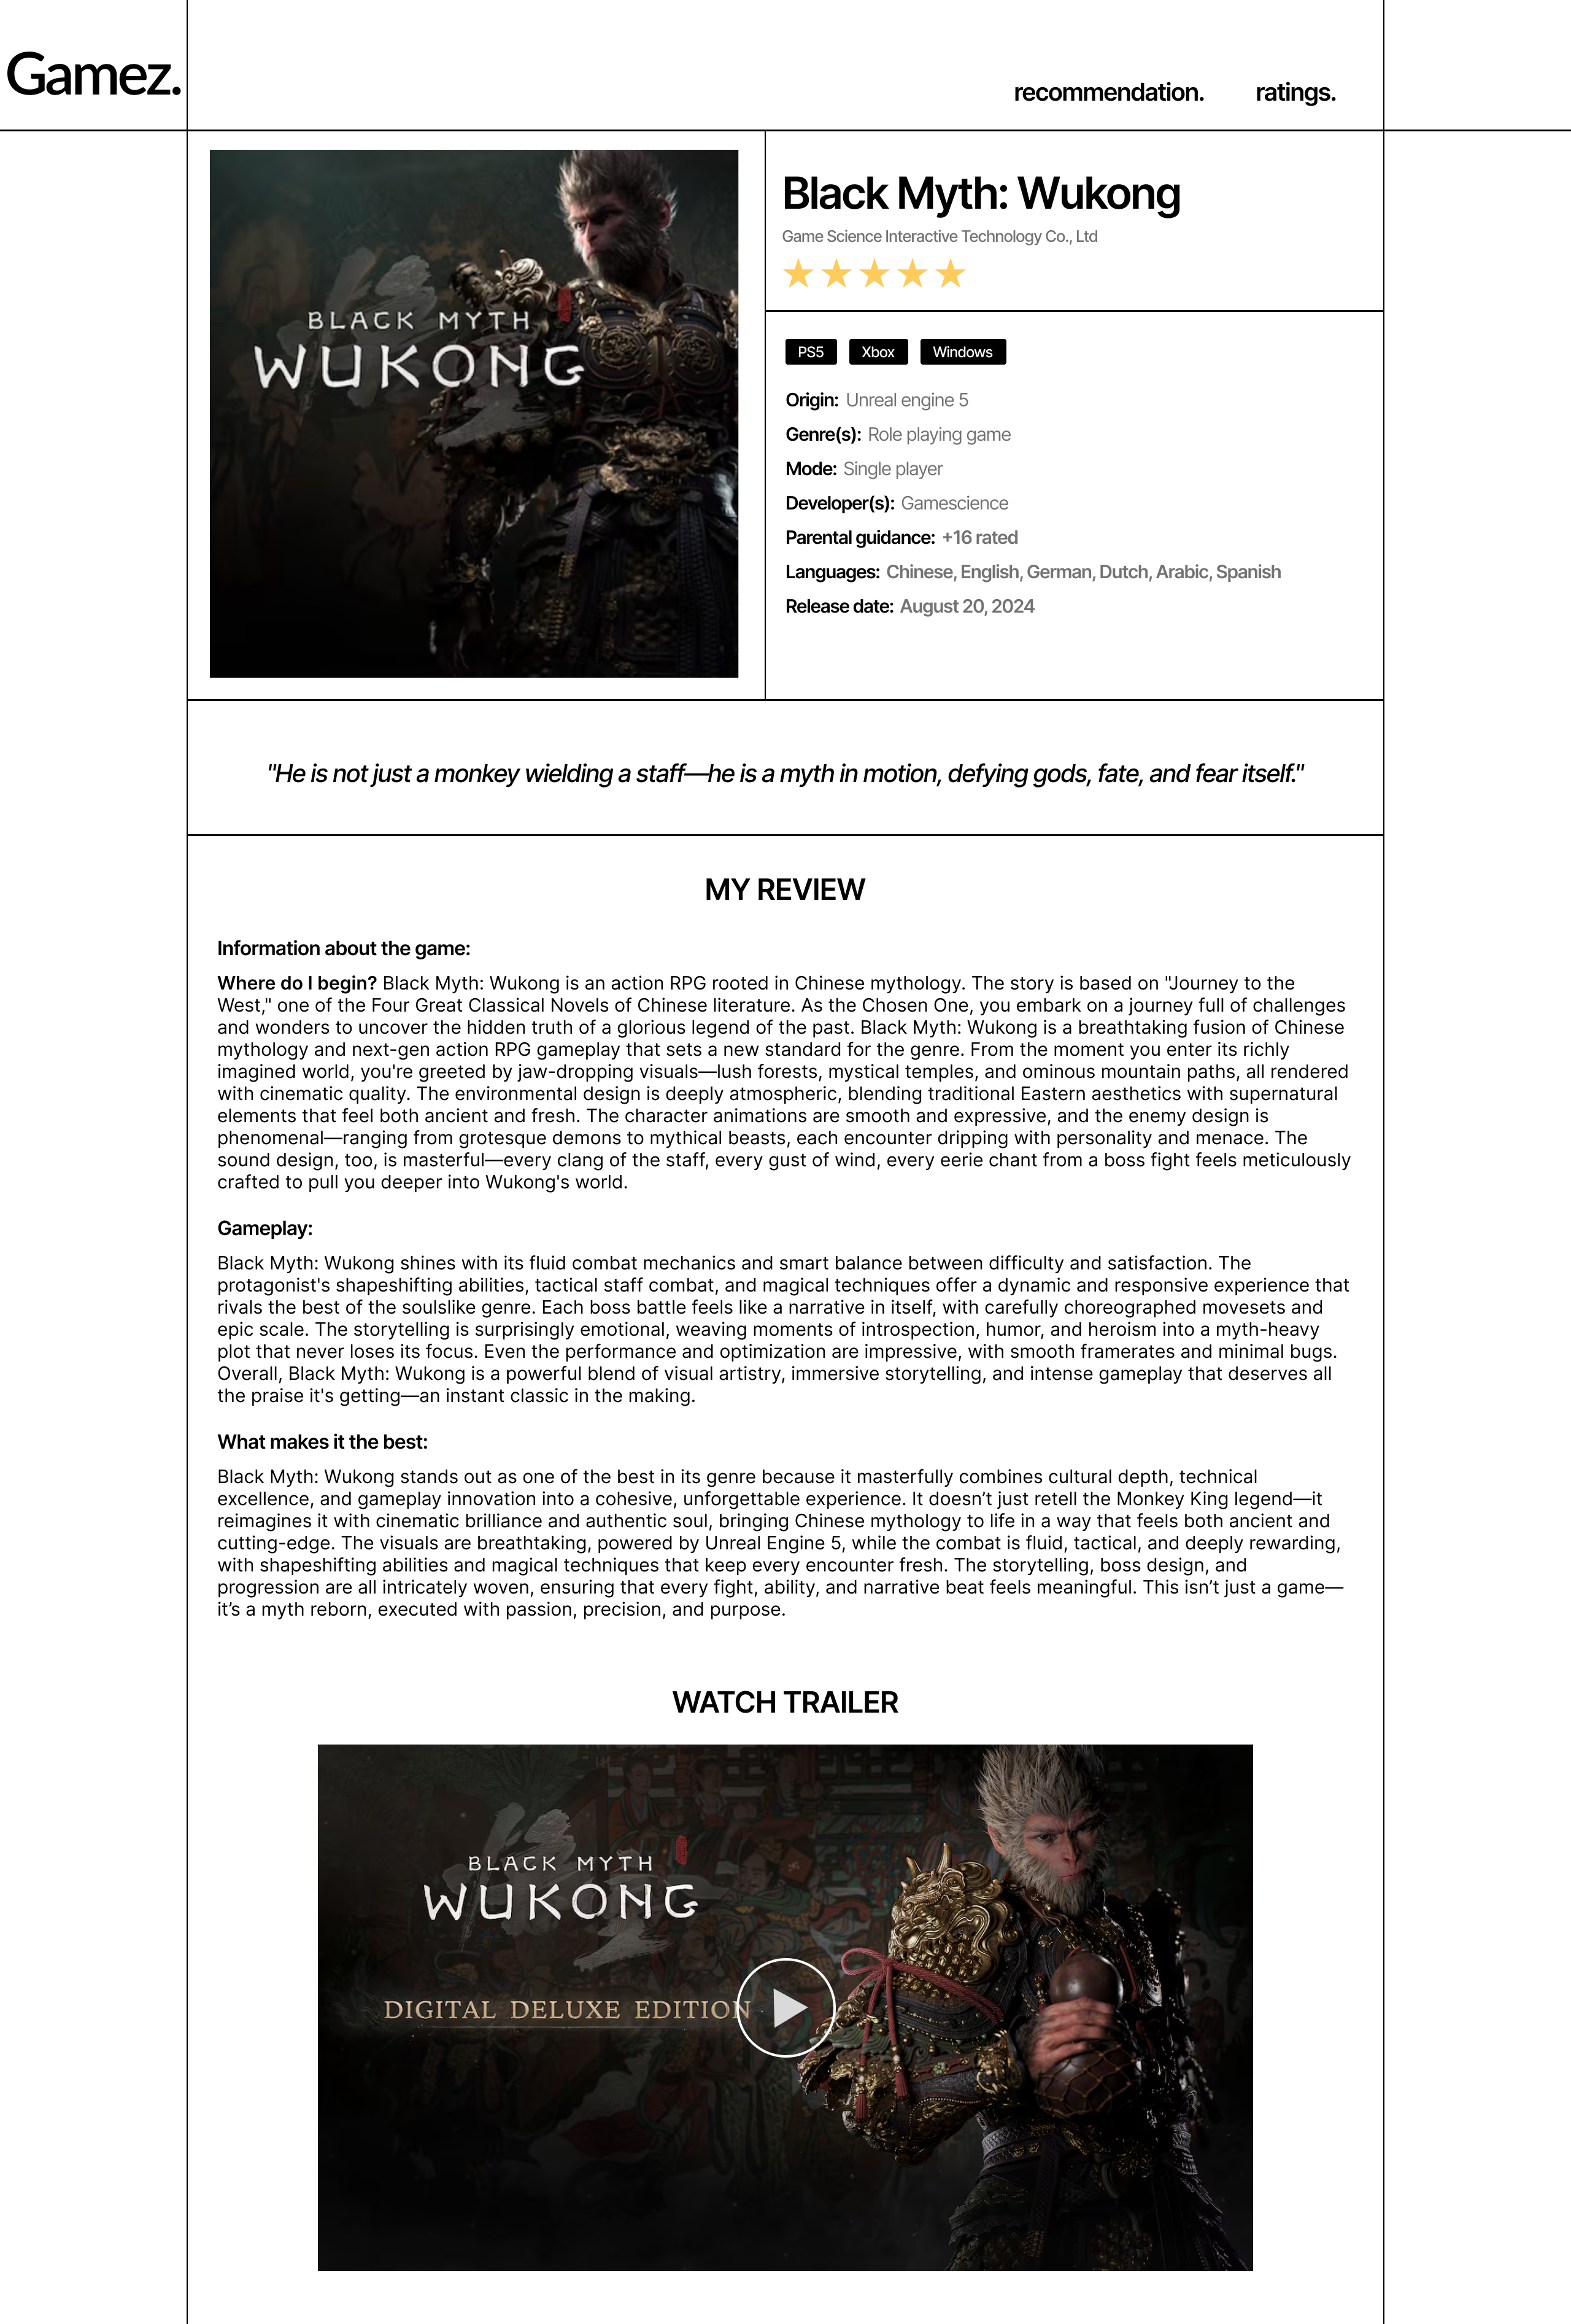 Gamez.
recommendation.
ratings.
BLACK MYTH
WUKONG
Black Myth: Wukong
Game Science Interactive Technology Co., Ltd
PS5
Xbox
Windows
Origin: Unreal engine 5
Genre(s): Role playing game
Mode: Single player
Developer(s): Gamescience
Parental guidance: +16 rated
Languages: Chinese, English, German, Dutch, Arabic, Spanish
Release date: August 20, 2024
"He is not just a monkey wielding a staff—he is a myth in motion, defying gods, fate, and fear itself."
MY REVIEW
Information about the game:
Where do I begin? Black Myth: Wukong is an action RPG rooted in Chinese mythology. The story is based on "Journey to the
West," one of the Four Great Classical Novels of Chinese literature. As the Chosen One, you embark on a journey full of challenges
and wonders to uncover the hidden truth of a glorious legend of the past. Black Myth: Wukong is a breathtaking fusion of Chinese
mythology and next-gen action RPG gameplay that sets a new standard for the genre. From the moment you enter its richly
imagined world, you're greeted by jaw-dropping visuals—lush forests, mystical temples, and ominous mountain paths, all rendered
with cinematic quality. The environmental design is deeply atmospheric, blending traditional Eastern aesthetics with supernatural
elements that feel both ancient and fresh. The character animations are smooth and expressive, and the enemy design is
phenomenal—ranging from grotesque demons to mythical beasts, each encounter dripping with personality and menace. The
sound design, too, is masterful—every clang of the staff, every gust of wind, every eerie chant from a boss fight feels meticulously
crafted to pull you deeper into Wukong's world.
Gameplay:
Black Myth: Wukong shines with its fluid combat mechanics and smart balance between difficulty and satisfaction. The
protagonist's shapeshifting abilities, tactical staff combat, and magical techniques offer a dynamic and responsive experience that
rivals the best of the soulslike genre. Each boss battle feels like a narrative in itself, with carefully choreographed movesets and
epic scale. The storytelling is surprisingly emotional, weaving moments of introspection, humor, and heroism into a myth-heavy
plot that never loses its focus. Even the performance and optimization are impressive, with smooth framerates and minimal bugs.
Overall, Black Myth: Wukong is a powerful blend of visual artistry, immersive storytelling, and intense gameplay that deserves all
the praise it's getting—an instant classic in the making.
What makes it the best:
Black Myth: Wukong stands out as one of the best in its genre because it masterfully combines cultural depth, technical
excellence, and gameplay innovation into a cohesive, unforgettable experience. It doesn’t just retell the Monkey King legend—it
reimagines it with cinematic brilliance and authentic soul, bringing Chinese mythology to life in a way that feels both ancient and
cutting-edge. The visuals are breathtaking, powered by Unreal Engine 5, while the combat is fluid, tactical, and deeply rewarding,
with shapeshifting abilities and magical techniques that keep every encounter fresh. The storytelling, boss design, and
progression are all intricately woven, ensuring that every fight, ability, and narrative beat feels meaningful. This isn’t just a game—
it’s a myth reborn, executed with passion, precision, and purpose.
WATCH TRAILER
BLACK MYTH
WUKONG
DIGITAL DELUXE EDITION